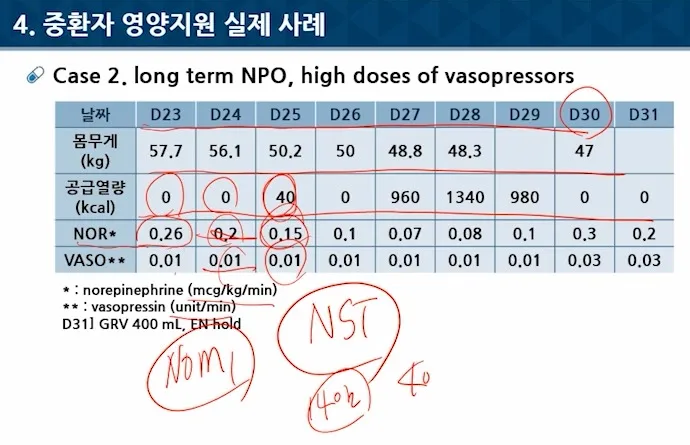 4. 중환자 영양지원 실제 사례
Case 2. long term NPO, high doses of vasopressors
날짜 D23 D24 D25 D26 D27 D28 D29 D30 D31
몸무게 (kg) 57.7 56.1 50.2 50 48.8 48.3 47
공급열량 (kcal) 0 0 40 0 960 1340 980 0 0
NOR* 0.26 0.2 0.15 0.1 0.07 0.08 0.1 0.3 0.2
VASO** 0.01 0.01 0.01 0.01 0.01 0.01 0.01 0.03 0.03
* : norepinephrine (mcg/kg/min)
** : vasopressin (unit/min)
D31] GRV 400 mL, EN hold
NST